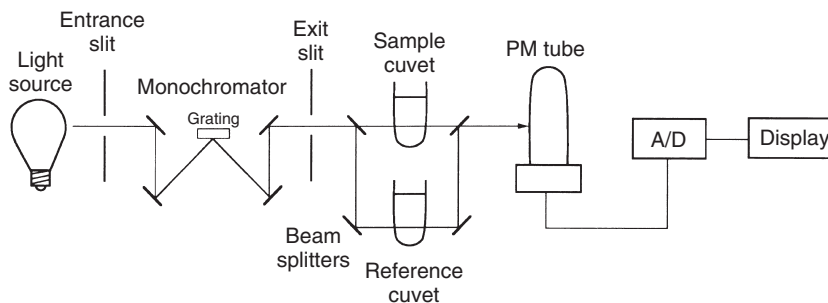 Light
source
Entrance
slit
Monochromator
Grating
Exit
slit
Sample
cuvet
PM tube
A/D
Display
Beam
splitters
Reference
cuvet